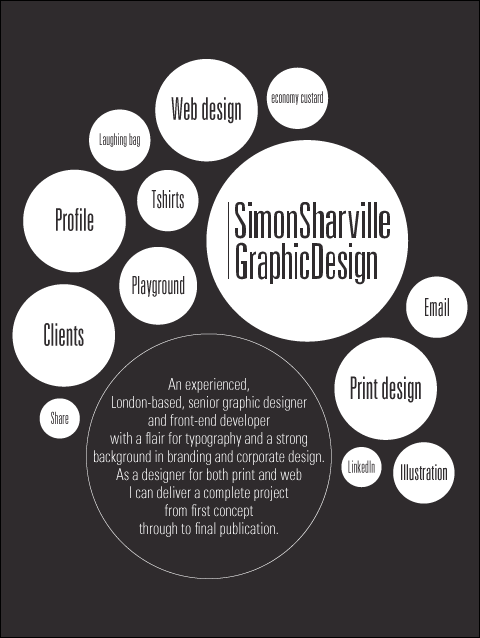 Web design
economy custard
Laughing bag
Tshirts
Profile
SimonSharville
GraphicDesign
Playground
Email
Clients
Print design
Share
LinkedIn
Illustration
An experienced,
London-based, senior graphic designer
and front-end developer
with a flair for typography and a strong
background in branding and corporate design.
As a designer for both print and web
I can deliver a complete project
from first concept
through to final publication.